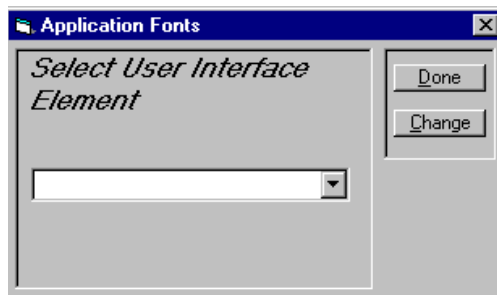 Application Fonts
Select User Interface
Element
Done
Change